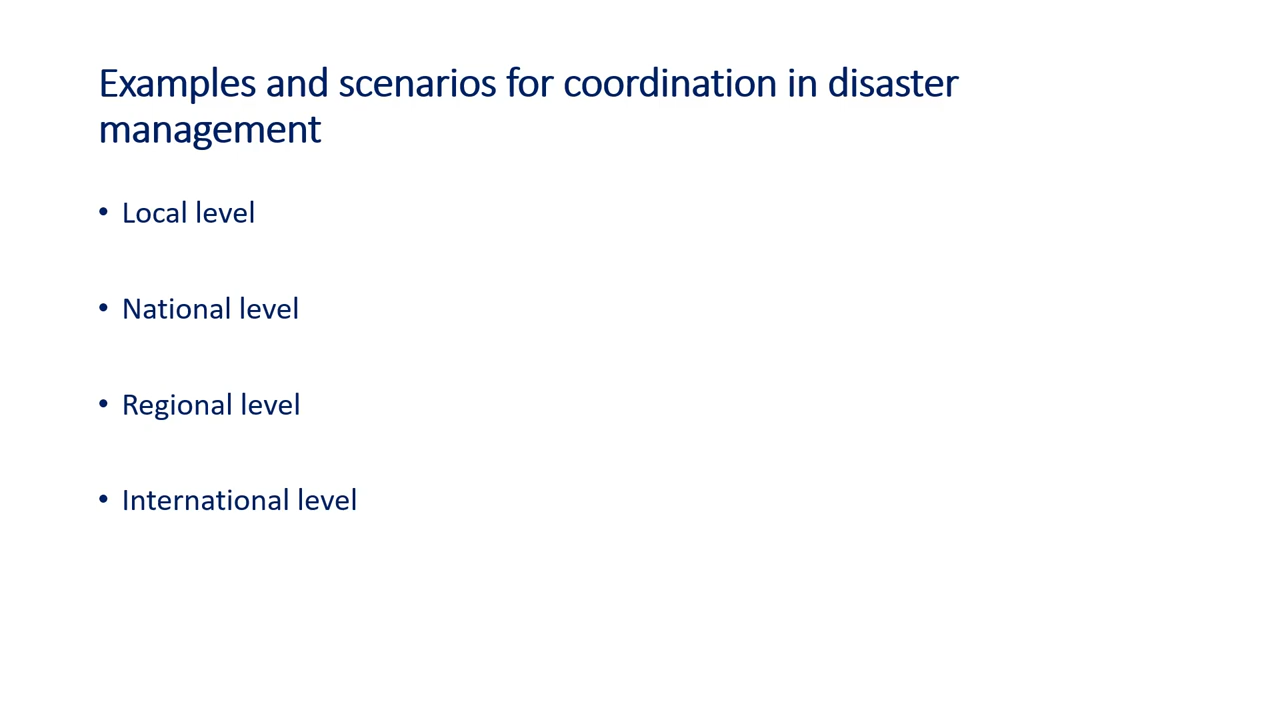 Examples and scenarios for coordination in disaster
management
• Local level
• National level
• Regional level
• International level